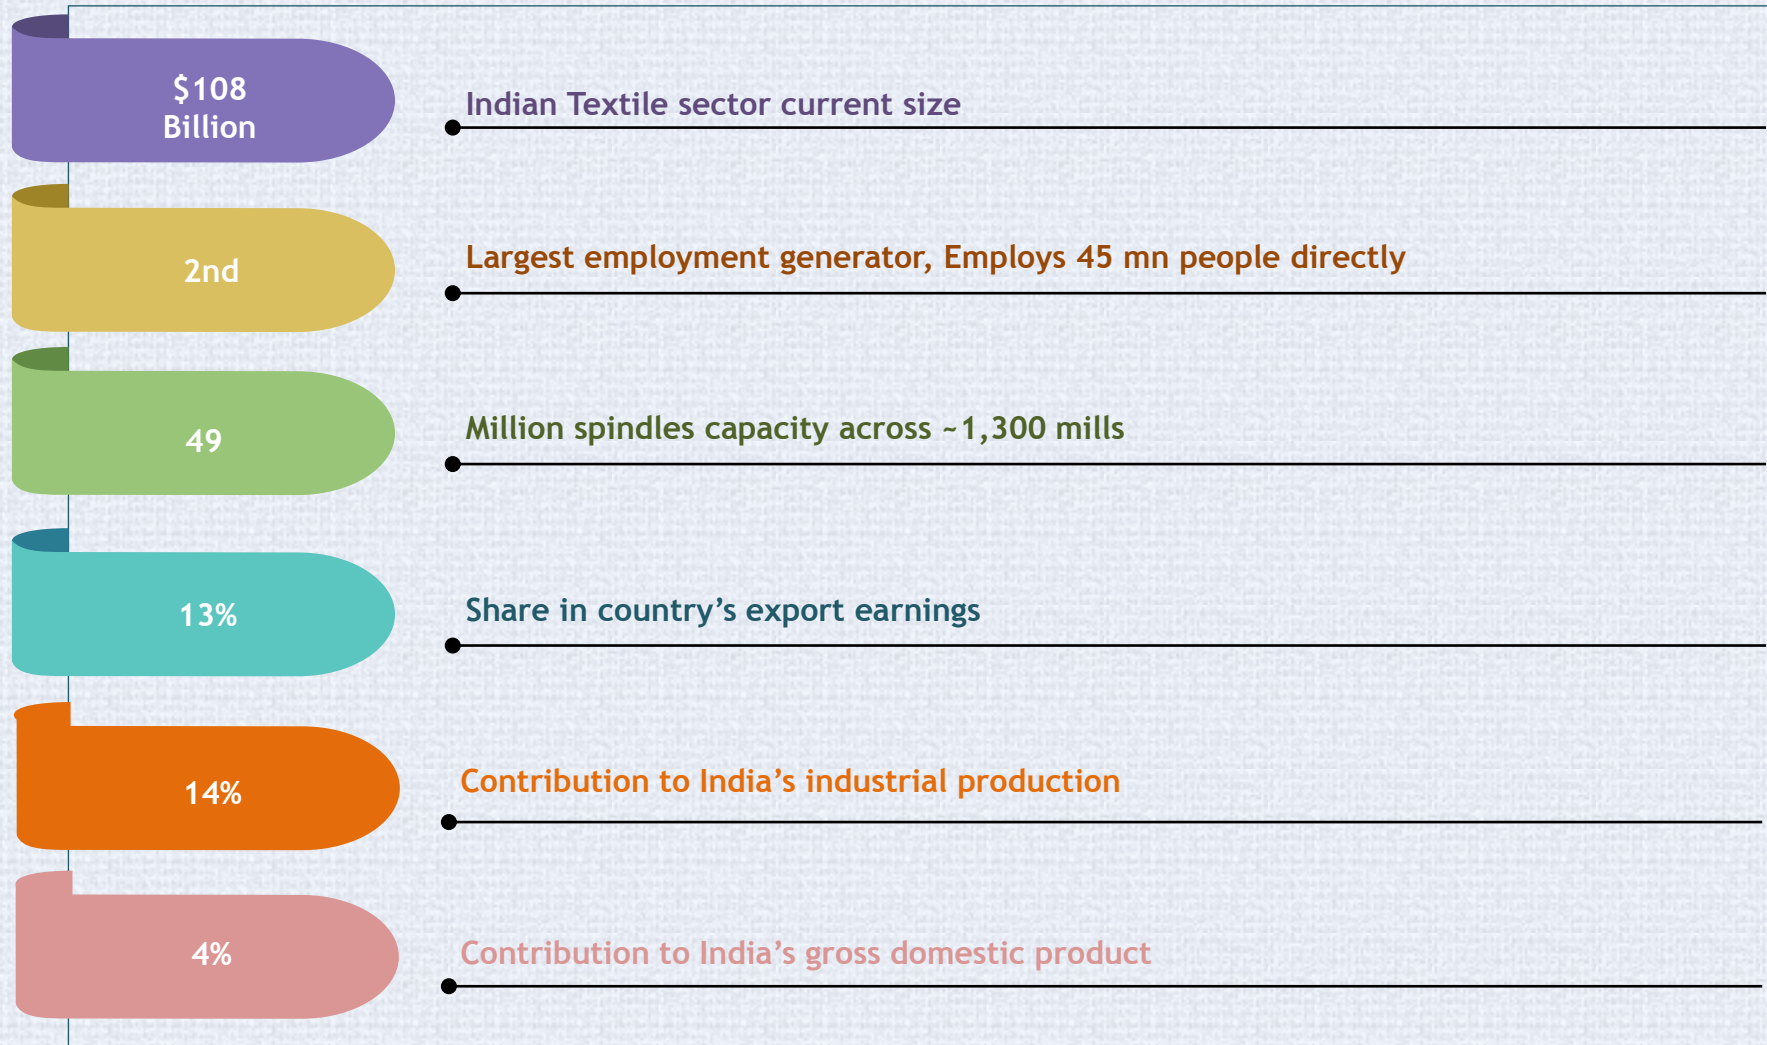 $108
Billion
Indian Textile sector current size
2nd
Largest employment generator, Employs 45 mn people directly
49
Million spindles capacity across ~1,300 mills
13%
Share in country’s export earnings
14%
Contribution to India’s industrial production
4%
Contribution to India’s gross domestic product